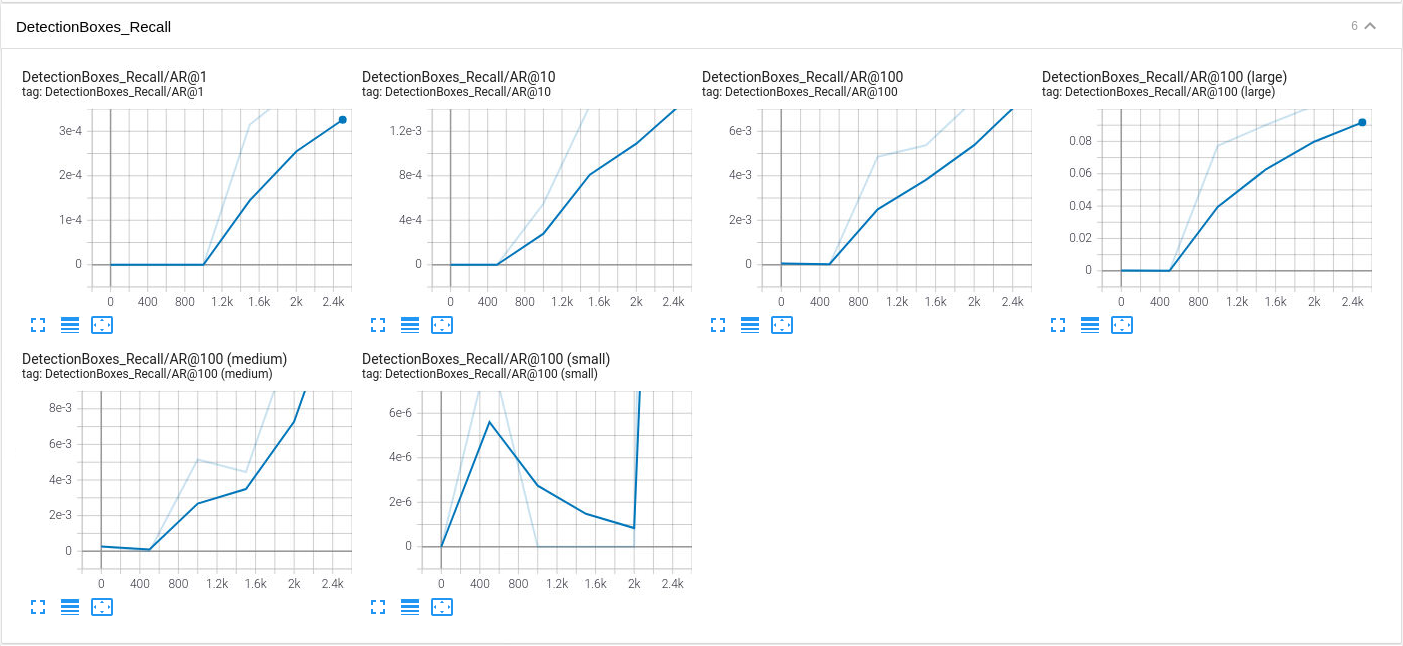 DetectionBoxes_Recall
6
DetectionBoxes_Recall/AR@1
tag: DetectionBoxes_Recall/AR@1
3e-4
2e-4
1e-4
0
0 400 800 1.2k 1.6k 2k 2.4k
DetectionBoxes_Recall/AR@10
tag: DetectionBoxes_Recall/AR@10
1.2e-3
8e-4
4e-4
0
0 400 800 1.2k 1.6k 2k 2.4k
DetectionBoxes_Recall/AR@100
tag: DetectionBoxes_Recall/AR@100
6e-3
4e-3
2e-3
0
0 400 800 1.2k 1.6k 2k 2.4k
DetectionBoxes_Recall/AR@100 (large)
tag: DetectionBoxes_Recall/AR@100 (large)
0.08
0.06
0.04
0.02
0
0 400 800 1.2k 1.6k 2k 2.4k
DetectionBoxes_Recall/AR@100 (medium)
tag: DetectionBoxes_Recall/AR@100 (medium)
8e-3
6e-3
4e-3
2e-3
0
0 400 800 1.2k 1.6k 2k 2.4k
DetectionBoxes_Recall/AR@100 (small)
tag: DetectionBoxes_Recall/AR@100 (small)
6e-6
4e-6
2e-6
0
0 400 800 1.2k 1.6k 2k 2.4k